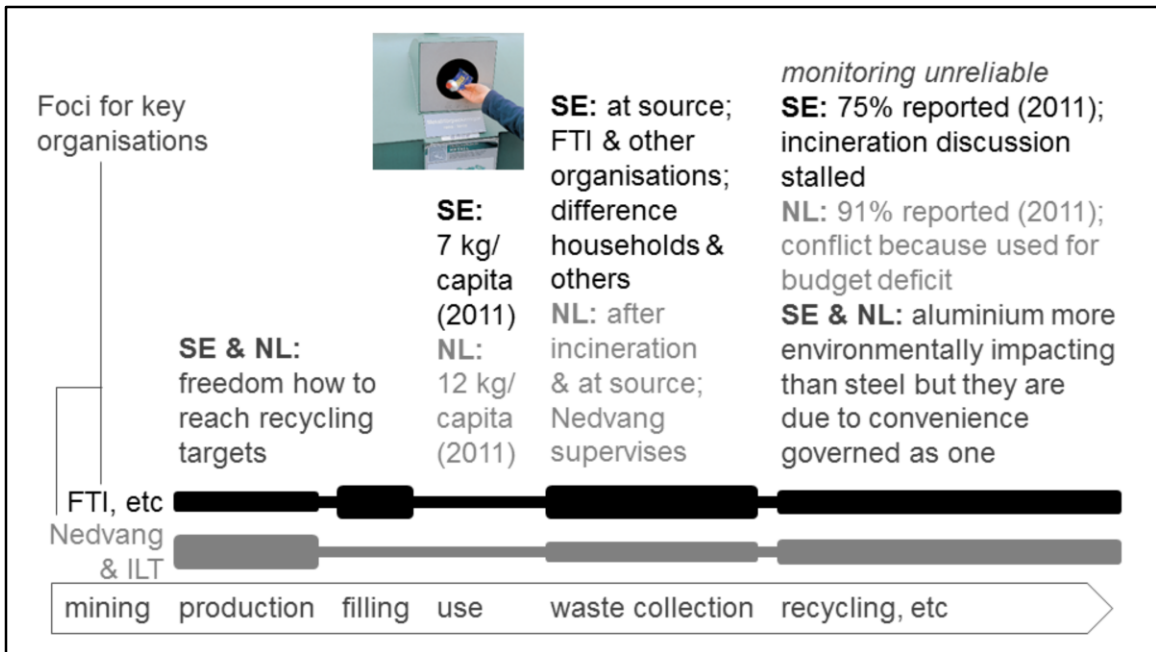 Foci for key
organisations
SE & NL:
freedom how to
reach recycling
targets
SE:
7 kg/
capita
(2011)
NL:
12 kg/
capita
(2011)
SE: at source;
FTI & other
organisations;
difference
households &
others
NL: after
incineration
& at source;
Nedvang
supervises
monitoring unreliable
SE: 75% reported (2011);
incineration discussion
stalled
NL: 91% reported (2011);
conflict because used for
budget deficit
SE & NL: aluminium more
environmentally impacting
than steel but they are
due to convenience
governed as one
FTI, etc
Nedvang
& ILT
mining production filling use waste collection recycling, etc